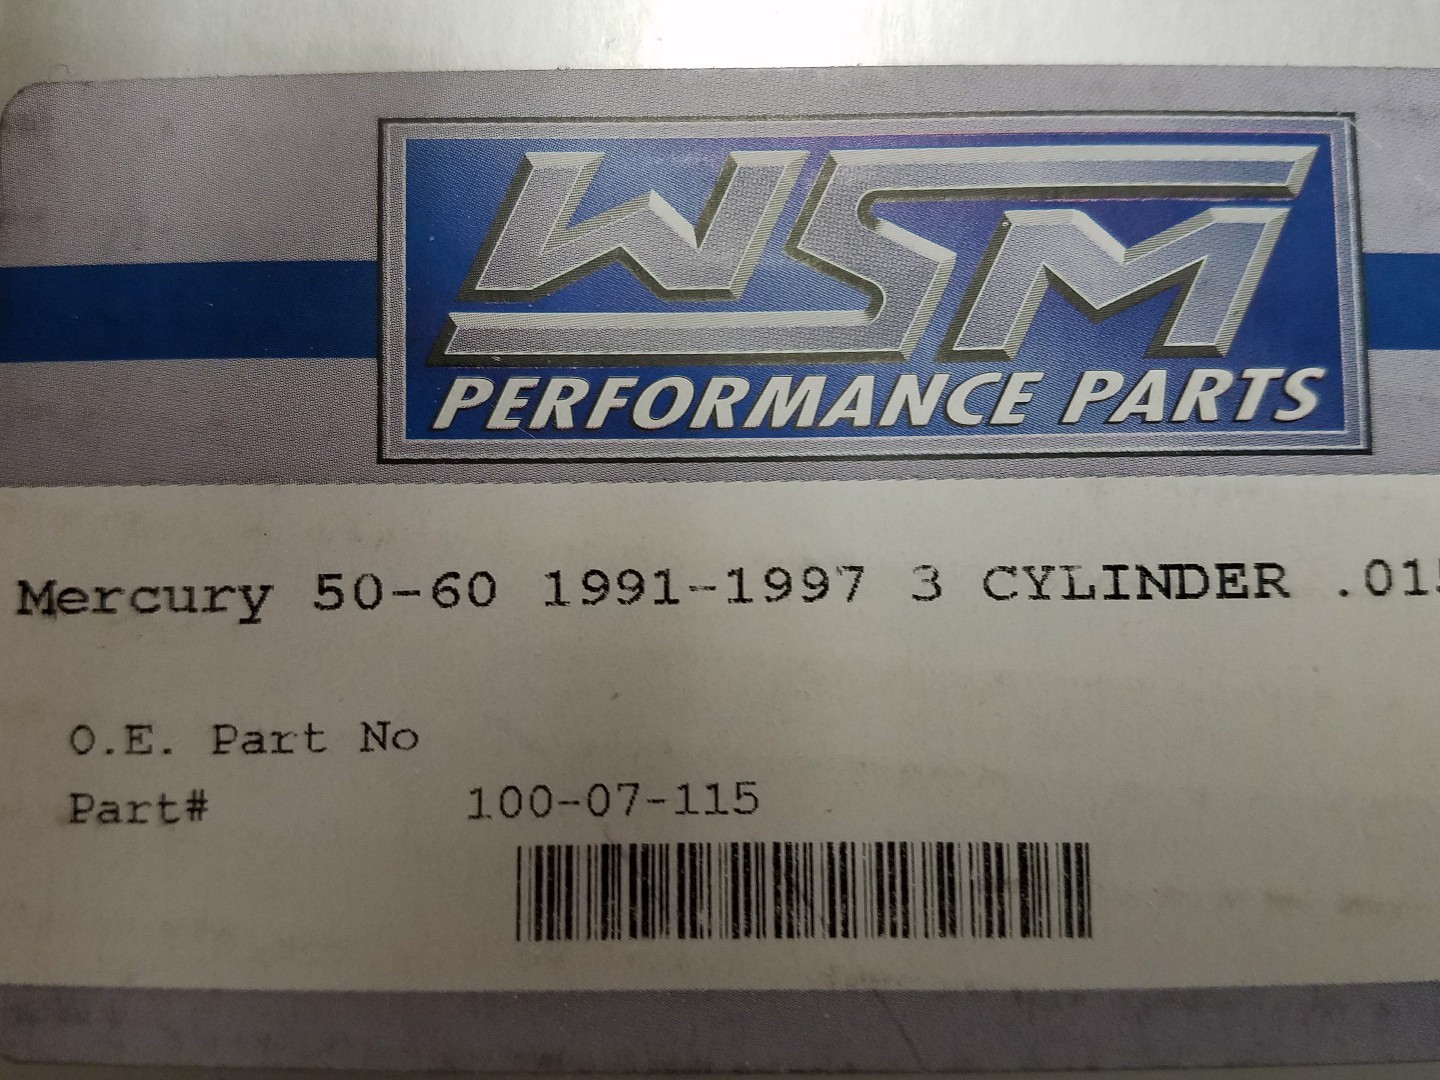 WSM
PERFORMANCE PARTS
Mercury 50-60 1991-1997 3 CYLINDER
O.E. Part No
Part# 100-07-115